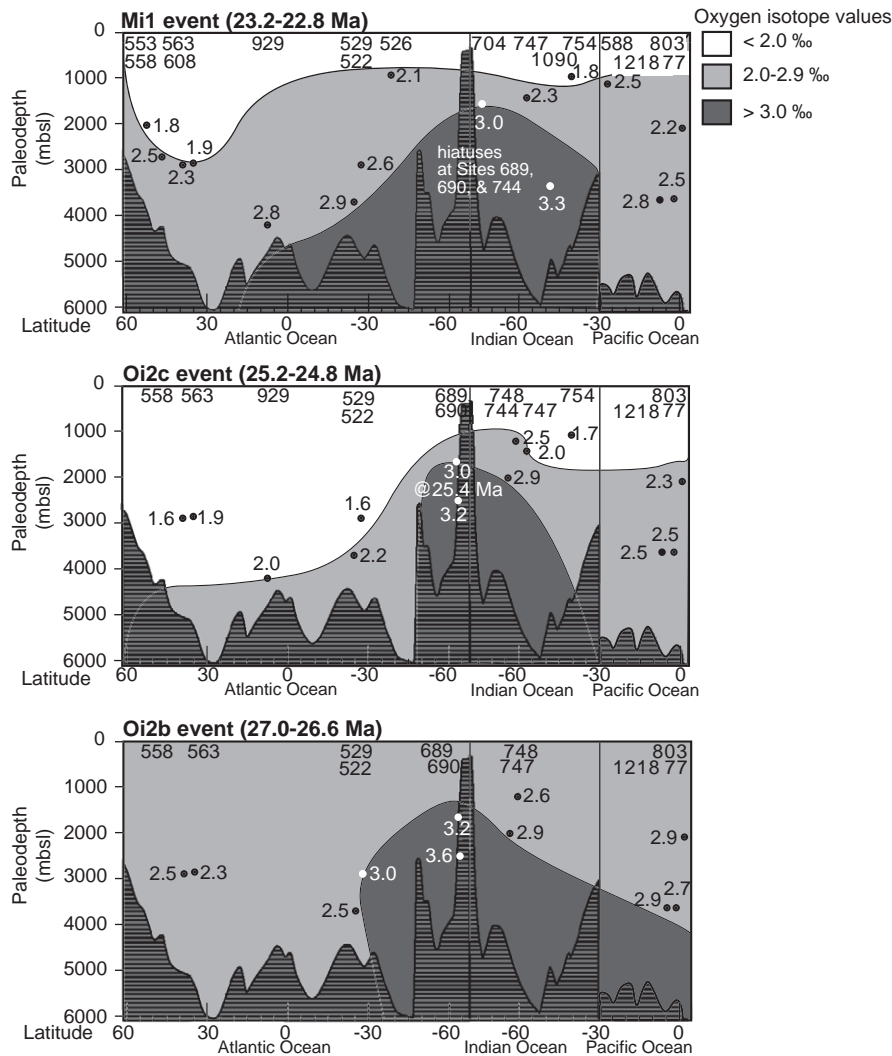 Mi1 event (23.2-22.8 Ma)
Oxygen isotope values
< 2.0 ‰
2.0-2.9 ‰
> 3.0 ‰
553 563 929 529 526 704 747 754 588 803
558 608 522 1090 1218 77
0
1000
2000
3000
4000
5000
6000
Paleodepth
(mbsl)
1.8
2.5
2.3
1.9
2.8
2.9
2.6
2.1
3.0
2.3
1.8
3.3
2.5
2.2
2.5
2.8
hiatuses
at Sites 689,
690, & 744
Latitude
60 30 0 -30 -60 -60 -30 0
Atlantic Ocean Indian Ocean Pacific Ocean
Oi2c event (25.2-24.8 Ma)
558 563 929 529 689 748 754 803
522 690 744 747 1218 77
0
1000
2000
3000
4000
5000
6000
Paleodepth
(mbsl)
1.6
1.9
2.0
1.6
2.2
3.0
@25.4 Ma
3.2
2.5
2.0
1.7
2.9
2.3
2.5
2.5
Latitude
60 30 0 -30 -60 -60 -30 0
Atlantic Ocean Indian Ocean Pacific Ocean
Oi2b event (27.0-26.6 Ma)
558 563 529 689 748 803
522 690 747 1218 77
0
1000
2000
3000
4000
5000
6000
Paleodepth
(mbsl)
2.5
2.3
3.0
2.5
3.2
3.6
2.6
2.9
2.9
2.7
2.9
Latitude
60 30 0 -30 -60 -60 -30 0
Atlantic Ocean Indian Ocean Pacific Ocean